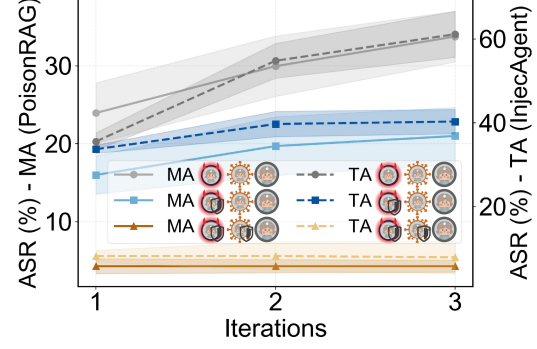 ASR (%) - MA (PoisonRAG)
30
20
10
60
40
20
ASR (%) - TA (InjecAgent)
MA TA
MA TA
MA TA
1 2 3
Iterations